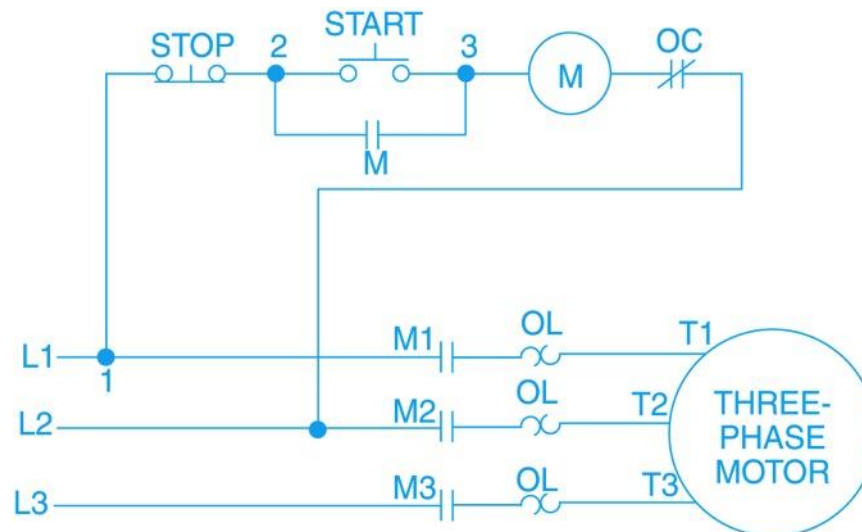 STOP
2
START
3
M
OC
M
L1
1
M1
OL
T1
L2
M2
OL
T2
THREE-
PHASE
MOTOR
L3
M3
OL
T3